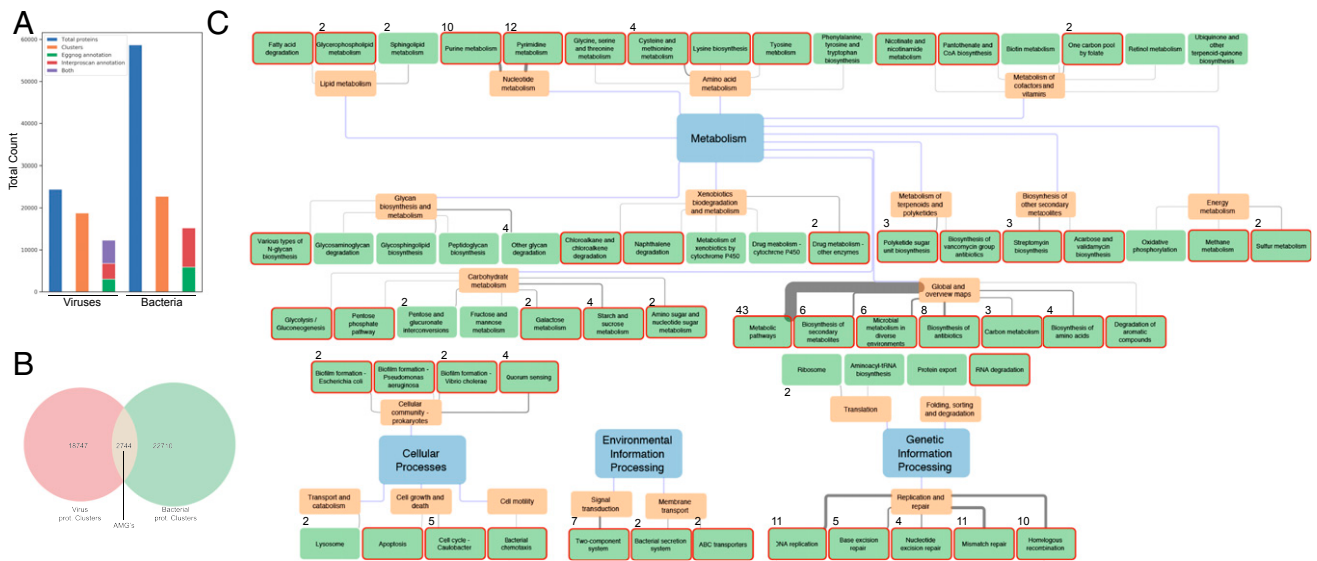 A
Total Count
60000
50000
40000
30000
20000
10000
0
Total proteins
Clusters
Eggnog annotation
Interproscan annotation
Both
Viruses
Bacteria
B
18747
2744
22710
Virus
prot. Clusters
AMG's
Bacterial
prot. Clusters
C
Fatty acid
degradation
2
Glycerophospholipid
metabolism
2
Sphingolipid
metabolism
10
Purine metabolism
12
Pyrimidine
metabolism
Glycine, serine
and threonine
metabolism
4
Cysteine and
methionine
metabolism
Lysine biosynthesis
Tyrosine
metabolism
Phenylalanine,
tyrosine and
tryptophan
biosynthesis
Nicotinate and
nicotinamide
metabolism
Pantothenate and
CoA biosynthesis
Biotin metabolism
2
One carbon pool
by folate
Retinol metabolism
Ubiquinone and
other
terpenoid-quinone
biosynthesis
Lipid metabolism
Nucleotide
metabolism
Amino acid
metabolism
Metabolism of
cofactors and
vitamins
Metabolism
Glycan
biosynthesis and
metabolism
Xenobiotics
biodegradation
and metabolism
Metabolism of
terpenoids and
polyketides
Biosynthesis of
other secondary
metabolites
Energy
metabolism
Various types of
N-glycan
biosynthesis
Glycosaminoglycan
degradation
Glycosphingolipid
biosynthesis
Peptidoglycan
biosynthesis
4
Other glycan
degradation
Chloroalkane and
chloroalkene
degradation
Naphthalene
degradation
Metabolism of
xenobiotics by
cytochrome P450
Drug metabolism -
cytochrome P450
2
Drug metabolism -
other enzymes
3
Polyketide sugar
unit biosynthesis
Biosynthesis of
vancomycin group
antibiotics
3
Streptomycin
biosynthesis
Acarbose and
validamycin
biosynthesis
Oxidative
phosphorylation
Methane
metabolism
2
Sulfur metabolism
Carbohydrate
metabolism
Global and
overview maps
Glycolysis /
Gluconeogenesis
Pentose
phosphate
pathway
2
Pentose and
glucuronate
interconversions
Fructose and
mannose
metabolism
2
Galactose
metabolism
4
Starch and
sucrose
metabolism
2
Amino sugar and
nucleotide sugar
metabolism
43
Metabolic
pathways
6
Biosynthesis of
secondary
metabolites
6
Microbial
metabolism in
diverse
environments
8
Biosynthesis of
antibiotics
3
Carbon metabolism
4
Biosynthesis of
amino acids
Degradation of
aromatic
compounds
2
Biofilm formation -
Escherichia coli
Biofilm formation -
Pseudomonas
aeruginosa
2
Biofilm formation -
Vibrio cholerae
4
Quorum sensing
Ribosome
2
Aminoacyl-tRNA
biosynthesis
Protein export
RNA degradation
Cellular
community -
prokaryotes
Translation
Folding, sorting
and degradation
Cellular
Processes
Environmental
Information
Processing
Genetic
Information
Processing
Transport and
catabolism
Cell growth and
death
Cell motility
Signal
transduction
Membrane
transport
Replication and
repair
2
Lysosome
Apoptosis
5
Cell cycle -
Caulobacter
Bacterial
chemotaxis
7
Two-component
system
2
Bacterial secretion
system
2
ABC transporters
11
DNA replication
5
Base excision
repair
4
Nucleotide
excision repair
11
Mismatch repair
10
Homologous
recombination